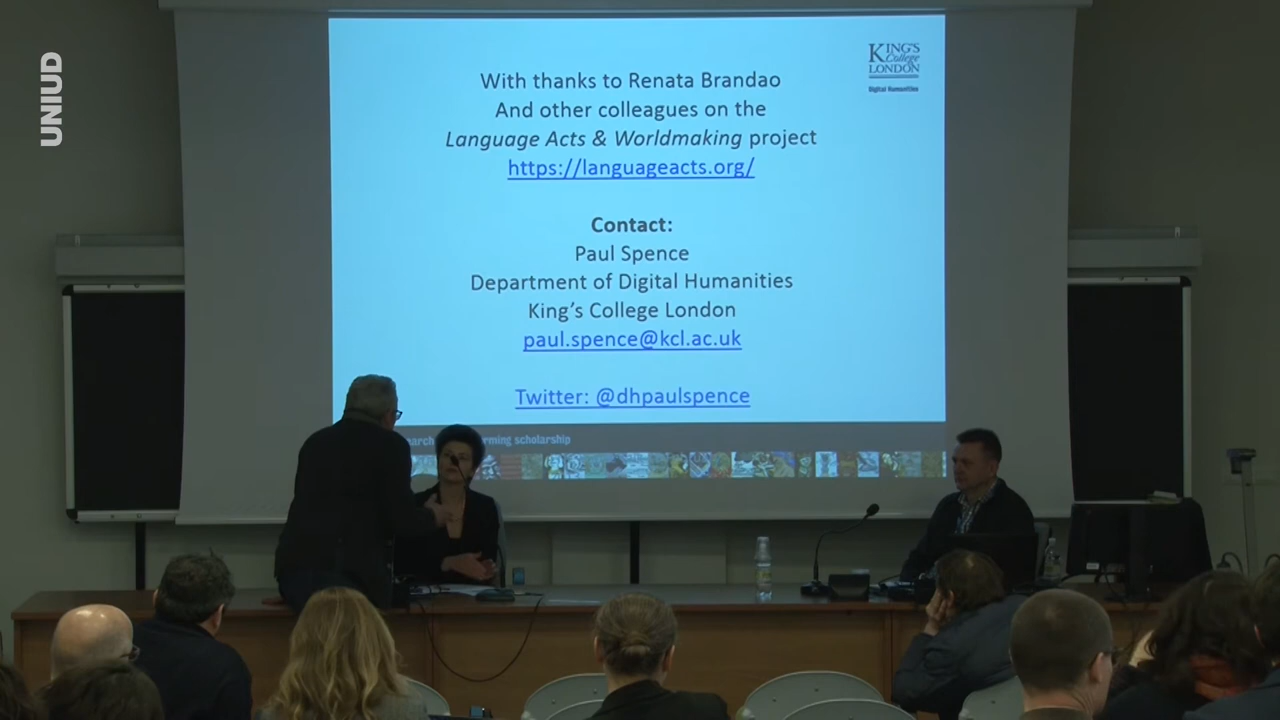 UNIUD
KING'S
College
LONDON
Digital Humanities
With thanks to Renata Brandao
And other colleagues on the
Language Acts & Worldmaking project
https://languageacts.org/
Contact:
Paul Spence
Department of Digital Humanities
King's College London
paul.spence@kcl.ac.uk
Twitter: @dhpaulspence
scholarship